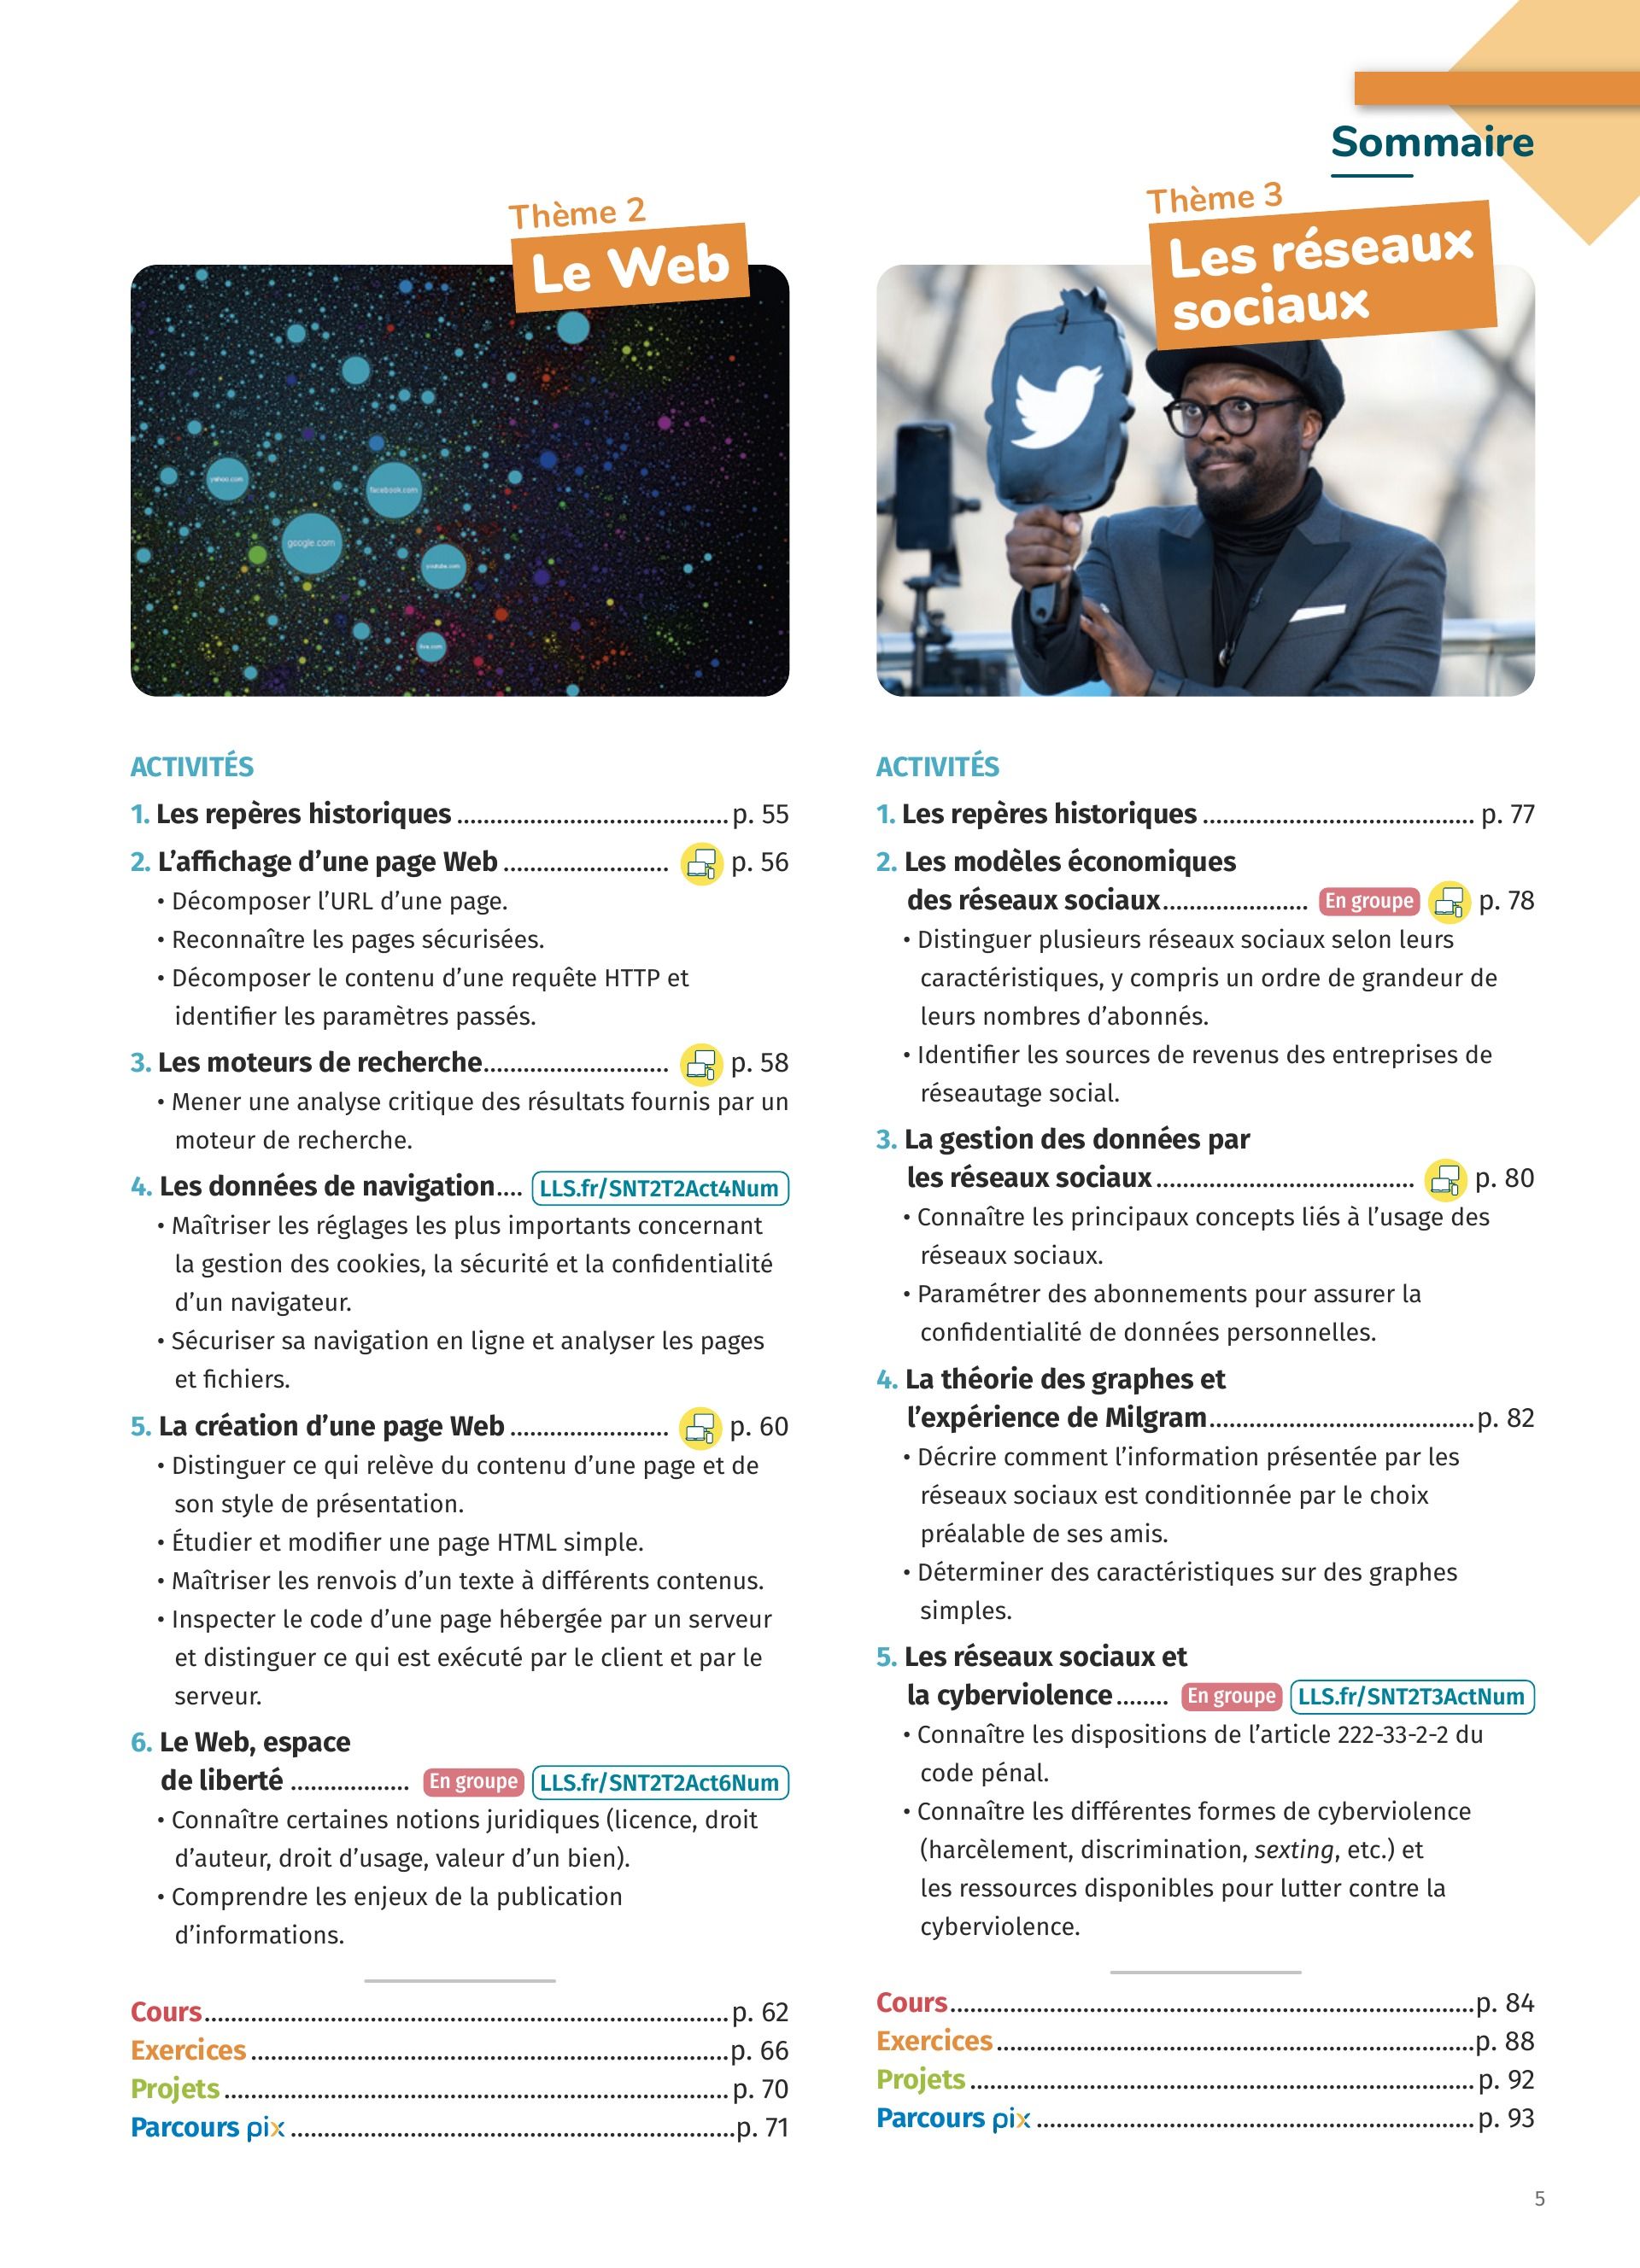 Sommaire
Thème 2
Le Web
yahoo.com
facebook.com
google.com
youtube.com
live.com
ACTIVITÉS
1. Les repères historiques ........................................ p. 55
2. L’affichage d’une page Web ........................ p. 56
• Décomposer l’URL d’une page.
• Reconnaître les pages sécurisées.
• Décomposer le contenu d’une requête HTTP et
identifier les paramètres passés.
3. Les moteurs de recherche........................... p. 58
• Mener une analyse critique des résultats fournis par un
moteur de recherche.
4. Les données de navigation.... LLS.fr/SNT2T2Act4Num
• Maîtriser les réglages les plus importants concernant
la gestion des cookies, la sécurité et la confidentialité
d’un navigateur.
• Sécuriser sa navigation en ligne et analyser les pages
et fichiers.
5. La création d’une page Web ....................... p. 60
• Distinguer ce qui relève du contenu d’une page et de
son style de présentation.
• Étudier et modifier une page HTML simple.
• Maîtriser les renvois d’un texte à différents contenus.
• Inspecter le code d’une page hébergée par un serveur
et distinguer ce qui est exécuté par le client et par le
serveur.
6. Le Web, espace
de liberté ................. En groupe LLS.fr/SNT2T2Act6Num
• Connaître certaines notions juridiques (licence, droit
d’auteur, droit d’usage, valeur d’un bien).
• Comprendre les enjeux de la publication
d’informations.
Cours............................................................................p. 62
Exercices ......................................................................p. 66
Projets ..........................................................................p. 70
Parcours pix .................................................................p. 71
Thème 3
Les réseaux
sociaux
ACTIVITÉS
1. Les repères historiques ........................................ p. 77
2. Les modèles économiques
des réseaux sociaux..................... En groupe p. 78
• Distinguer plusieurs réseaux sociaux selon leurs
caractéristiques, y compris un ordre de grandeur de
leurs nombres d’abonnés.
• Identifier les sources de revenus des entreprises de
réseautage social.
3. La gestion des données par
les réseaux sociaux ...................................... p. 80
• Connaître les principaux concepts liés à l’usage des
réseaux sociaux.
• Paramétrer des abonnements pour assurer la
confidentialité de données personnelles.
4. La théorie des graphes et
l’expérience de Milgram.......................................p. 82
• Décrire comment l’information présentée par les
réseaux sociaux est conditionnée par le choix
préalable de ses amis.
• Déterminer des caractéristiques sur des graphes
simples.
5. Les réseaux sociaux et
la cyberviolence........ En groupe LLS.fr/SNT2T3ActNum
• Connaître les dispositions de l’article 222-33-2-2 du
code pénal.
• Connaître les différentes formes de cyberviolence
(harcèlement, discrimination, sexting, etc.) et
les ressources disponibles pour lutter contre la
cyberviolence.
Cours............................................................................p. 84
Exercices ......................................................................p. 88
Projets ..........................................................................p. 92
Parcours pix .................................................................p. 93
5